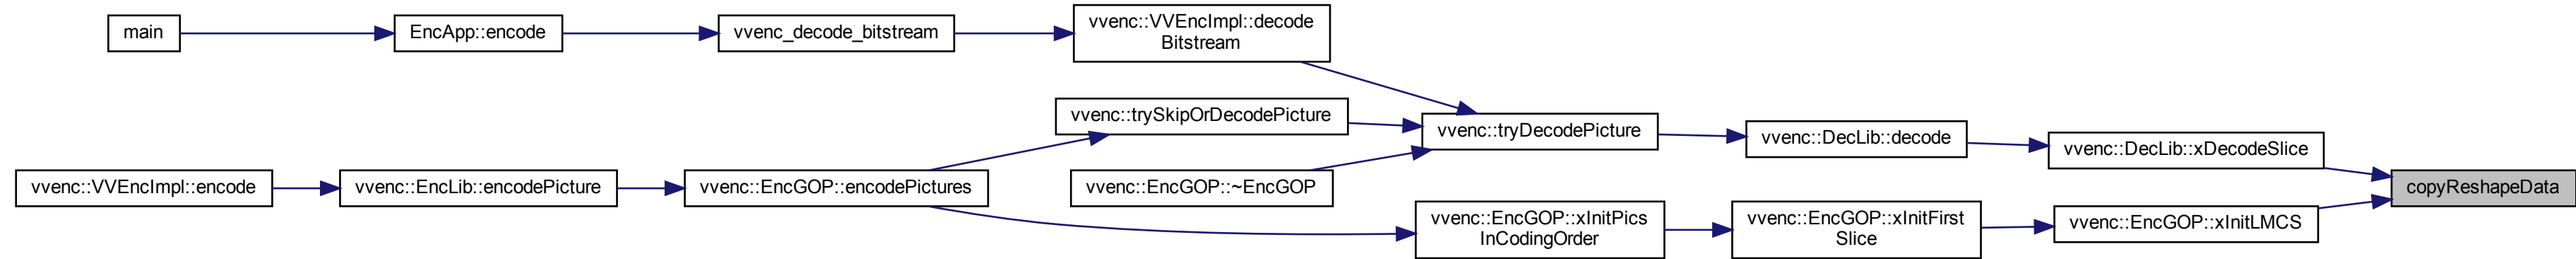 main
EncApp::encode
vvenc_decode_bitstream
vvenc::VVEncImpl::decode
Bitstream
vvenc::trySkipOrDecodePicture
vvenc::tryDecodePicture
vvenc::DecLib::decode
vvenc::DecLib::xDecodeSlice
vvenc::VVEncImpl::encode
vvenc::EncLib::encodePicture
vvenc::EncGOP::encodePictures
vvenc::EncGOP::~EncGOP
copyReshapeData
vvenc::EncGOP::xInitPics
InCodingOrder
vvenc::EncGOP::xInitFirst
Slice
vvenc::EncGOP::xInitLMCS